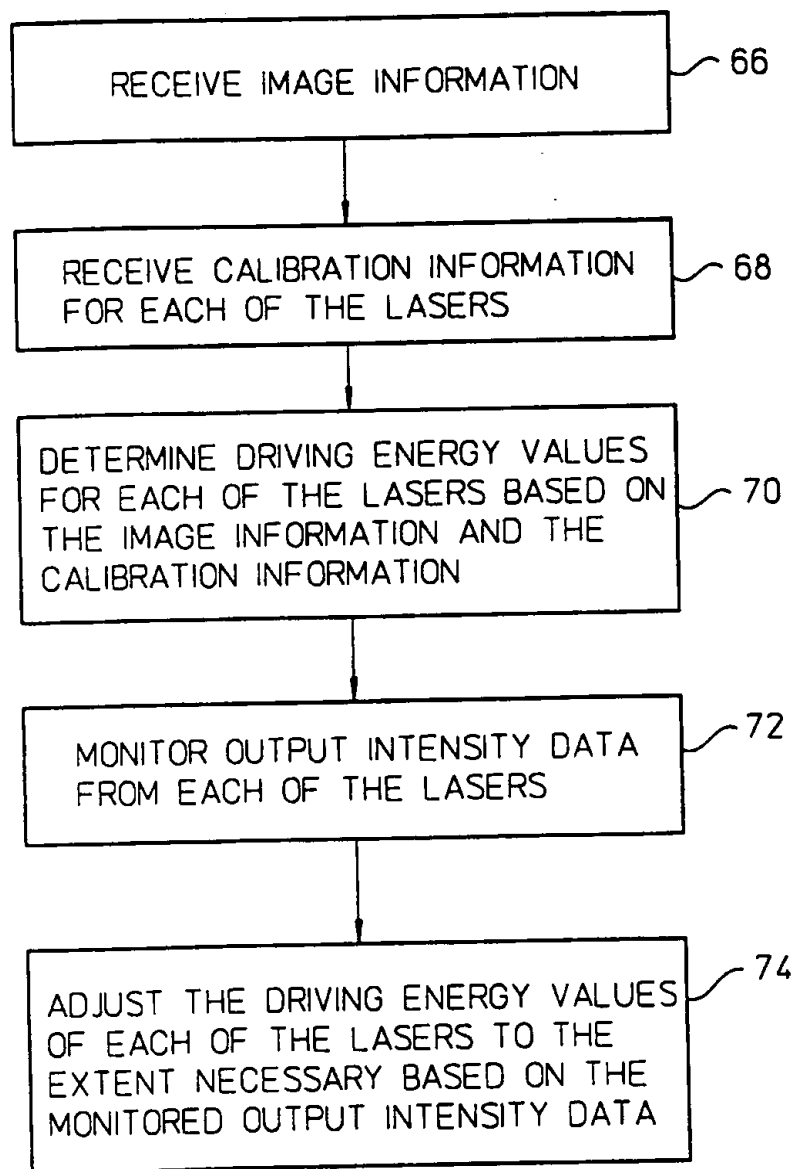 RECEIVE IMAGE INFORMATION
66
RECEIVE CALIBRATION INFORMATION
FOR EACH OF THE LASERS
68
DETERMINE DRIVING ENERGY VALUES
FOR EACH OF THE LASERS BASED ON
THE IMAGE INFORMATION AND THE
CALIBRATION INFORMATION
70
MONITOR OUTPUT INTENSITY DATA
FROM EACH OF THE LASERS
72
ADJUST THE DRIVING ENERGY VALUES
OF EACH OF THE LASERS TO THE
EXTENT NECESSARY BASED ON THE
MONITORED OUTPUT INTENSITY DATA
74